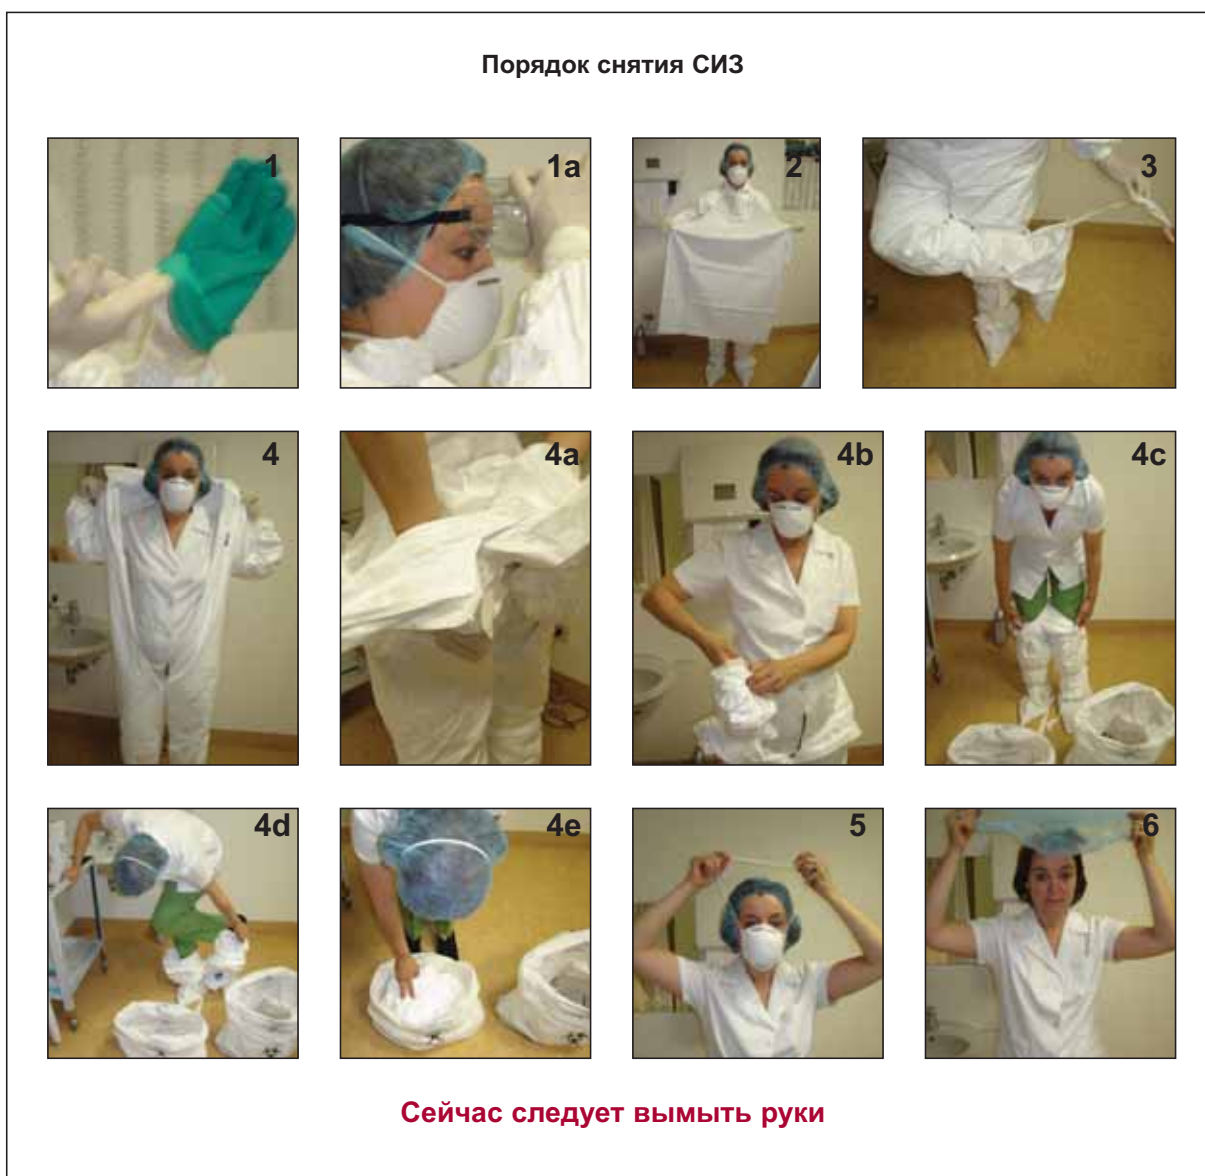 Порядок снятия СИЗ
1
1a
2
3
4
4a
4b
4c
4d
4e
5
6
Сейчас следует вымыть руки